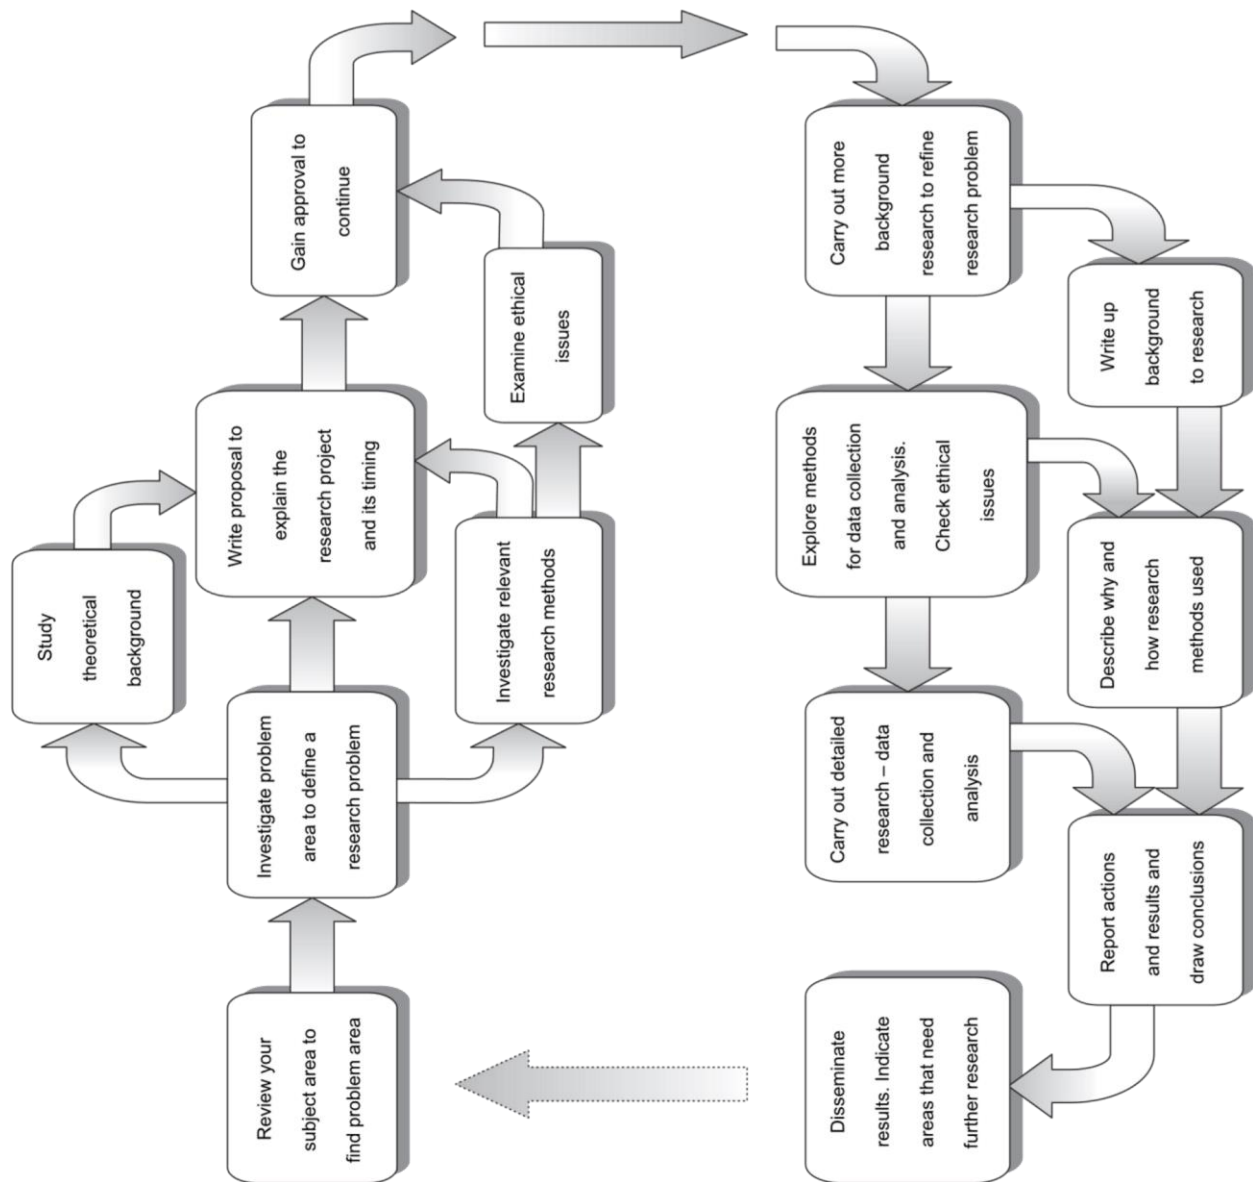 Review your
subject area to
find problem area
Investigate problem
area to define a
research problem
Study
theoretical
background
Investigate relevant
research methods
Write proposal to
explain the
research project
and its timing
Examine ethical
issues
Gain approval to
continue
Carry out more
background
research to refine
research problem
Write up
background
to research
Explore methods
for data collection
and analysis.
Check ethical
issues
Describe why and
how research
methods used
Carry out detailed
research – data
collection and
analysis
Report actions
and results and
draw conclusions
Disseminate
results. Indicate
areas that need
further research